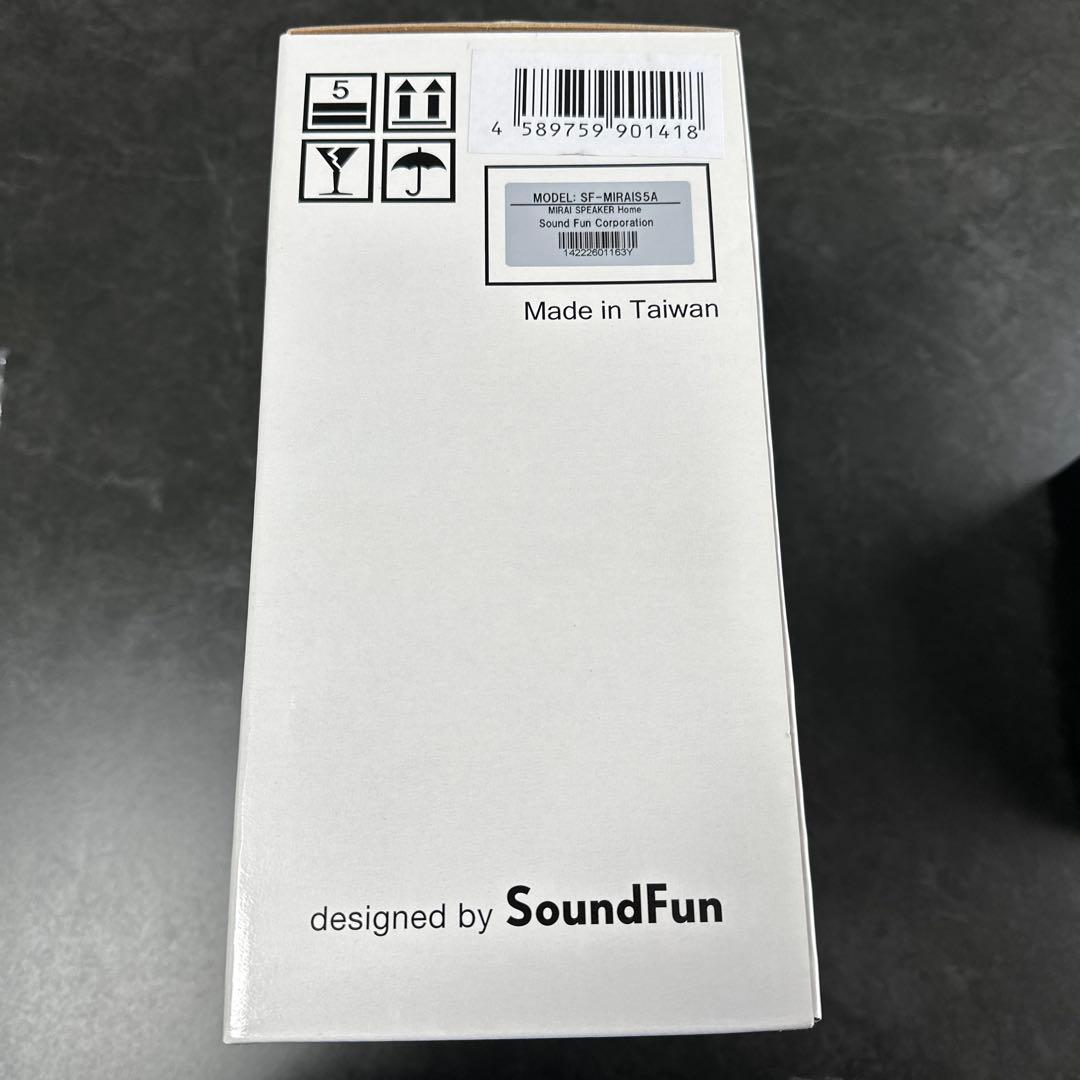 5
4 589759 901418
MODEL: SF-MIRAIS5A
MIRAI SPEAKER Home
Sound Fun Corporation
14222601163Y
Made in Taiwan
designed by SoundFun